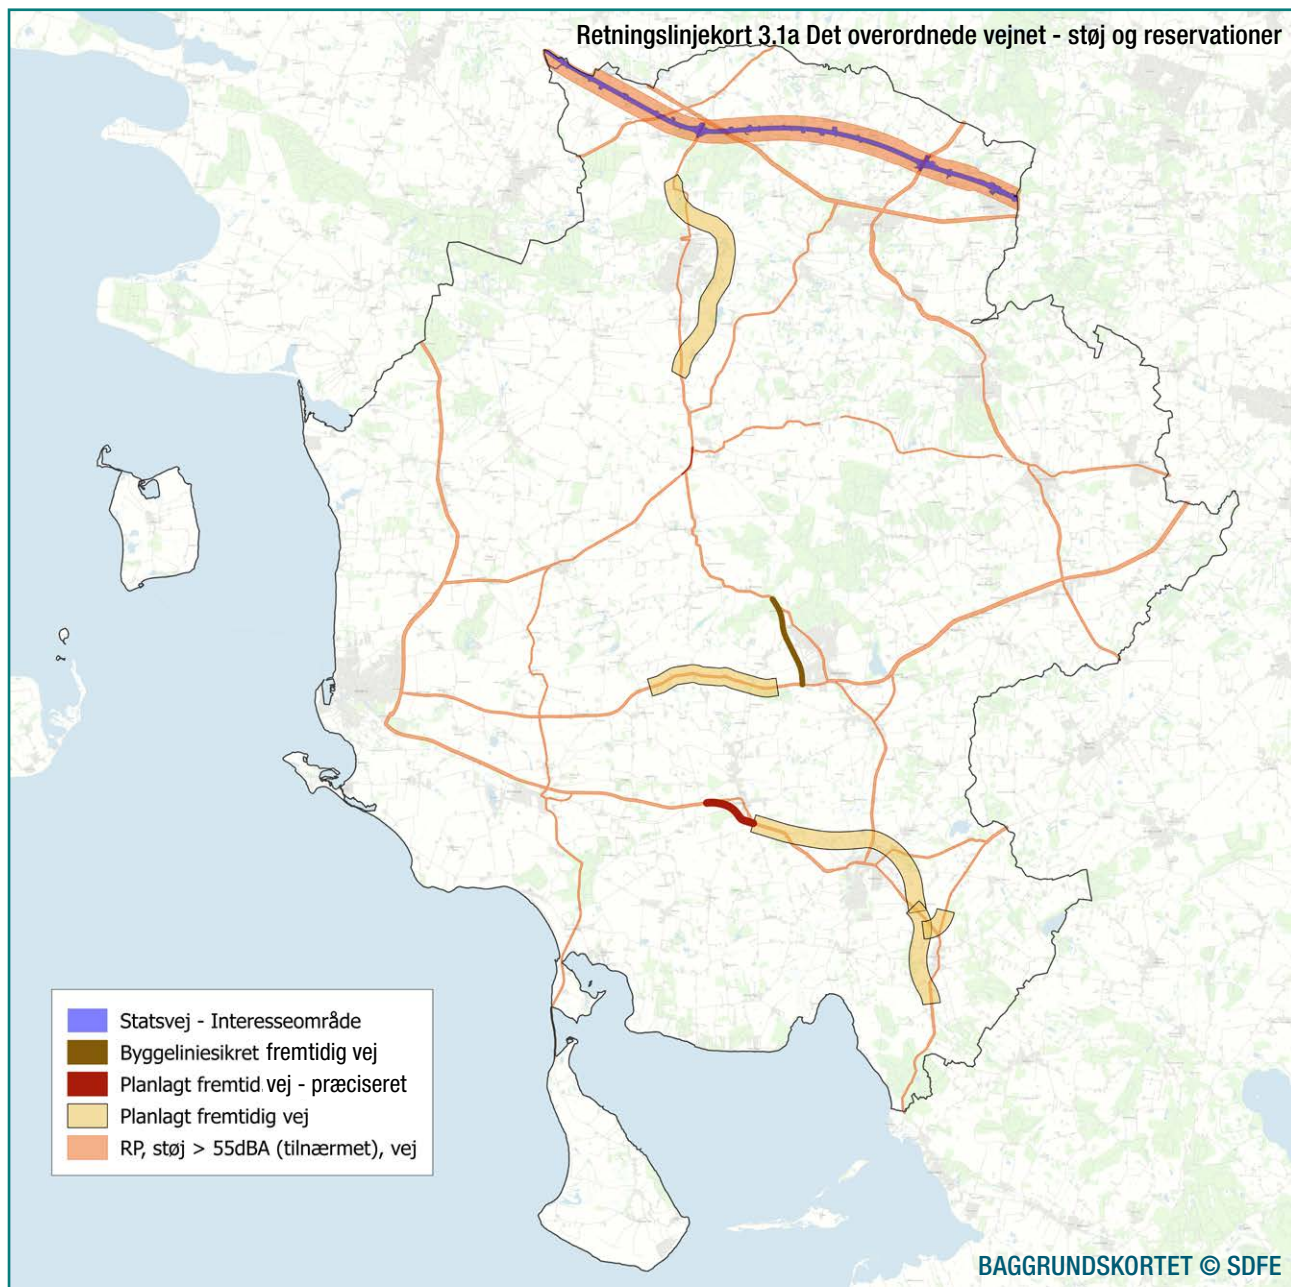 Retningslinjekort 3.1a Det overordnede vejnet - støj og reservationer
Statsvej - Interesseområde
Byggeliniesikret fremtidig vej
Planlagt fremtid. vej - præciseret
Planlagt fremtidig vej
RP, støj > 55dBA (tilnærmet), vej
BAGGRUNDSKORTET © SDFE